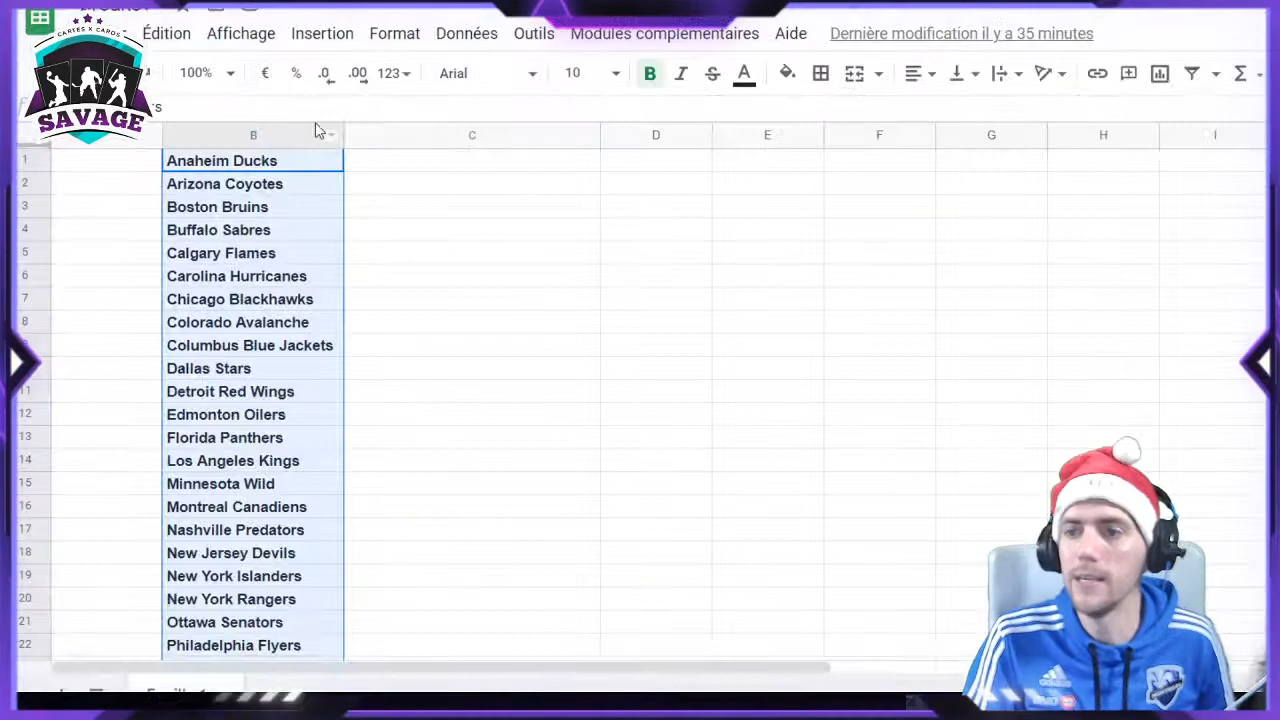 CARTES X CARDS
SAVAGE
Édition Affichage Insertion Format Données Outils Modules complémentaires Aide Dernière modification il y a 35 minutes
100% € % .0 .00 123 Arial 10 B I S A Σ
B C D E F G H I
1 Anaheim Ducks
2 Arizona Coyotes
3 Boston Bruins
4 Buffalo Sabres
5 Calgary Flames
6 Carolina Hurricanes
7 Chicago Blackhawks
8 Colorado Avalanche
Columbus Blue Jackets
Dallas Stars
11 Detroit Red Wings
12 Edmonton Oilers
13 Florida Panthers
14 Los Angeles Kings
15 Minnesota Wild
16 Montreal Canadiens
17 Nashville Predators
18 New Jersey Devils
19 New York Islanders
20 New York Rangers
21 Ottawa Senators
22 Philadelphia Flyers
adidas